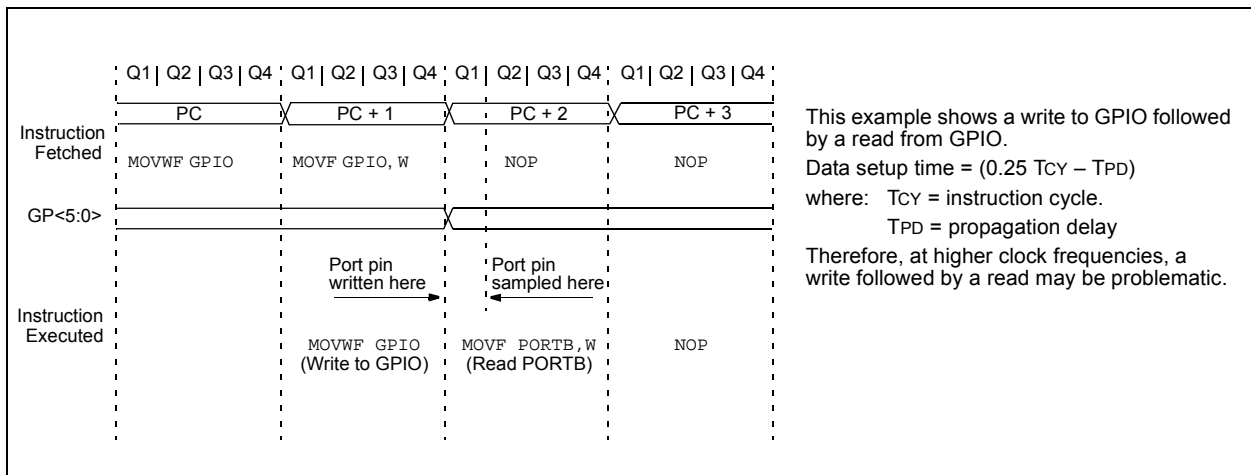 Q1 | Q2 | Q3 | Q4 Q1 | Q2 | Q3 | Q4 Q1 | Q2 | Q3 | Q4 Q1 | Q2 | Q3 | Q4
PC PC + 1 PC + 2 PC + 3
Instruction
Fetched
MOVWF GPIO MOVF GPIO, W NOP NOP
GP<5:0>
Port pin
written here
Port pin
sampled here
Instruction
Executed
MOVWF GPIO MOVF PORTB,W NOP
(Write to GPIO) (Read PORTB)
This example shows a write to GPIO followed
by a read from GPIO.
Data setup time = (0.25 TCY – TPD)
where: TCY = instruction cycle.
TPD = propagation delay
Therefore, at higher clock frequencies, a
write followed by a read may be problematic.